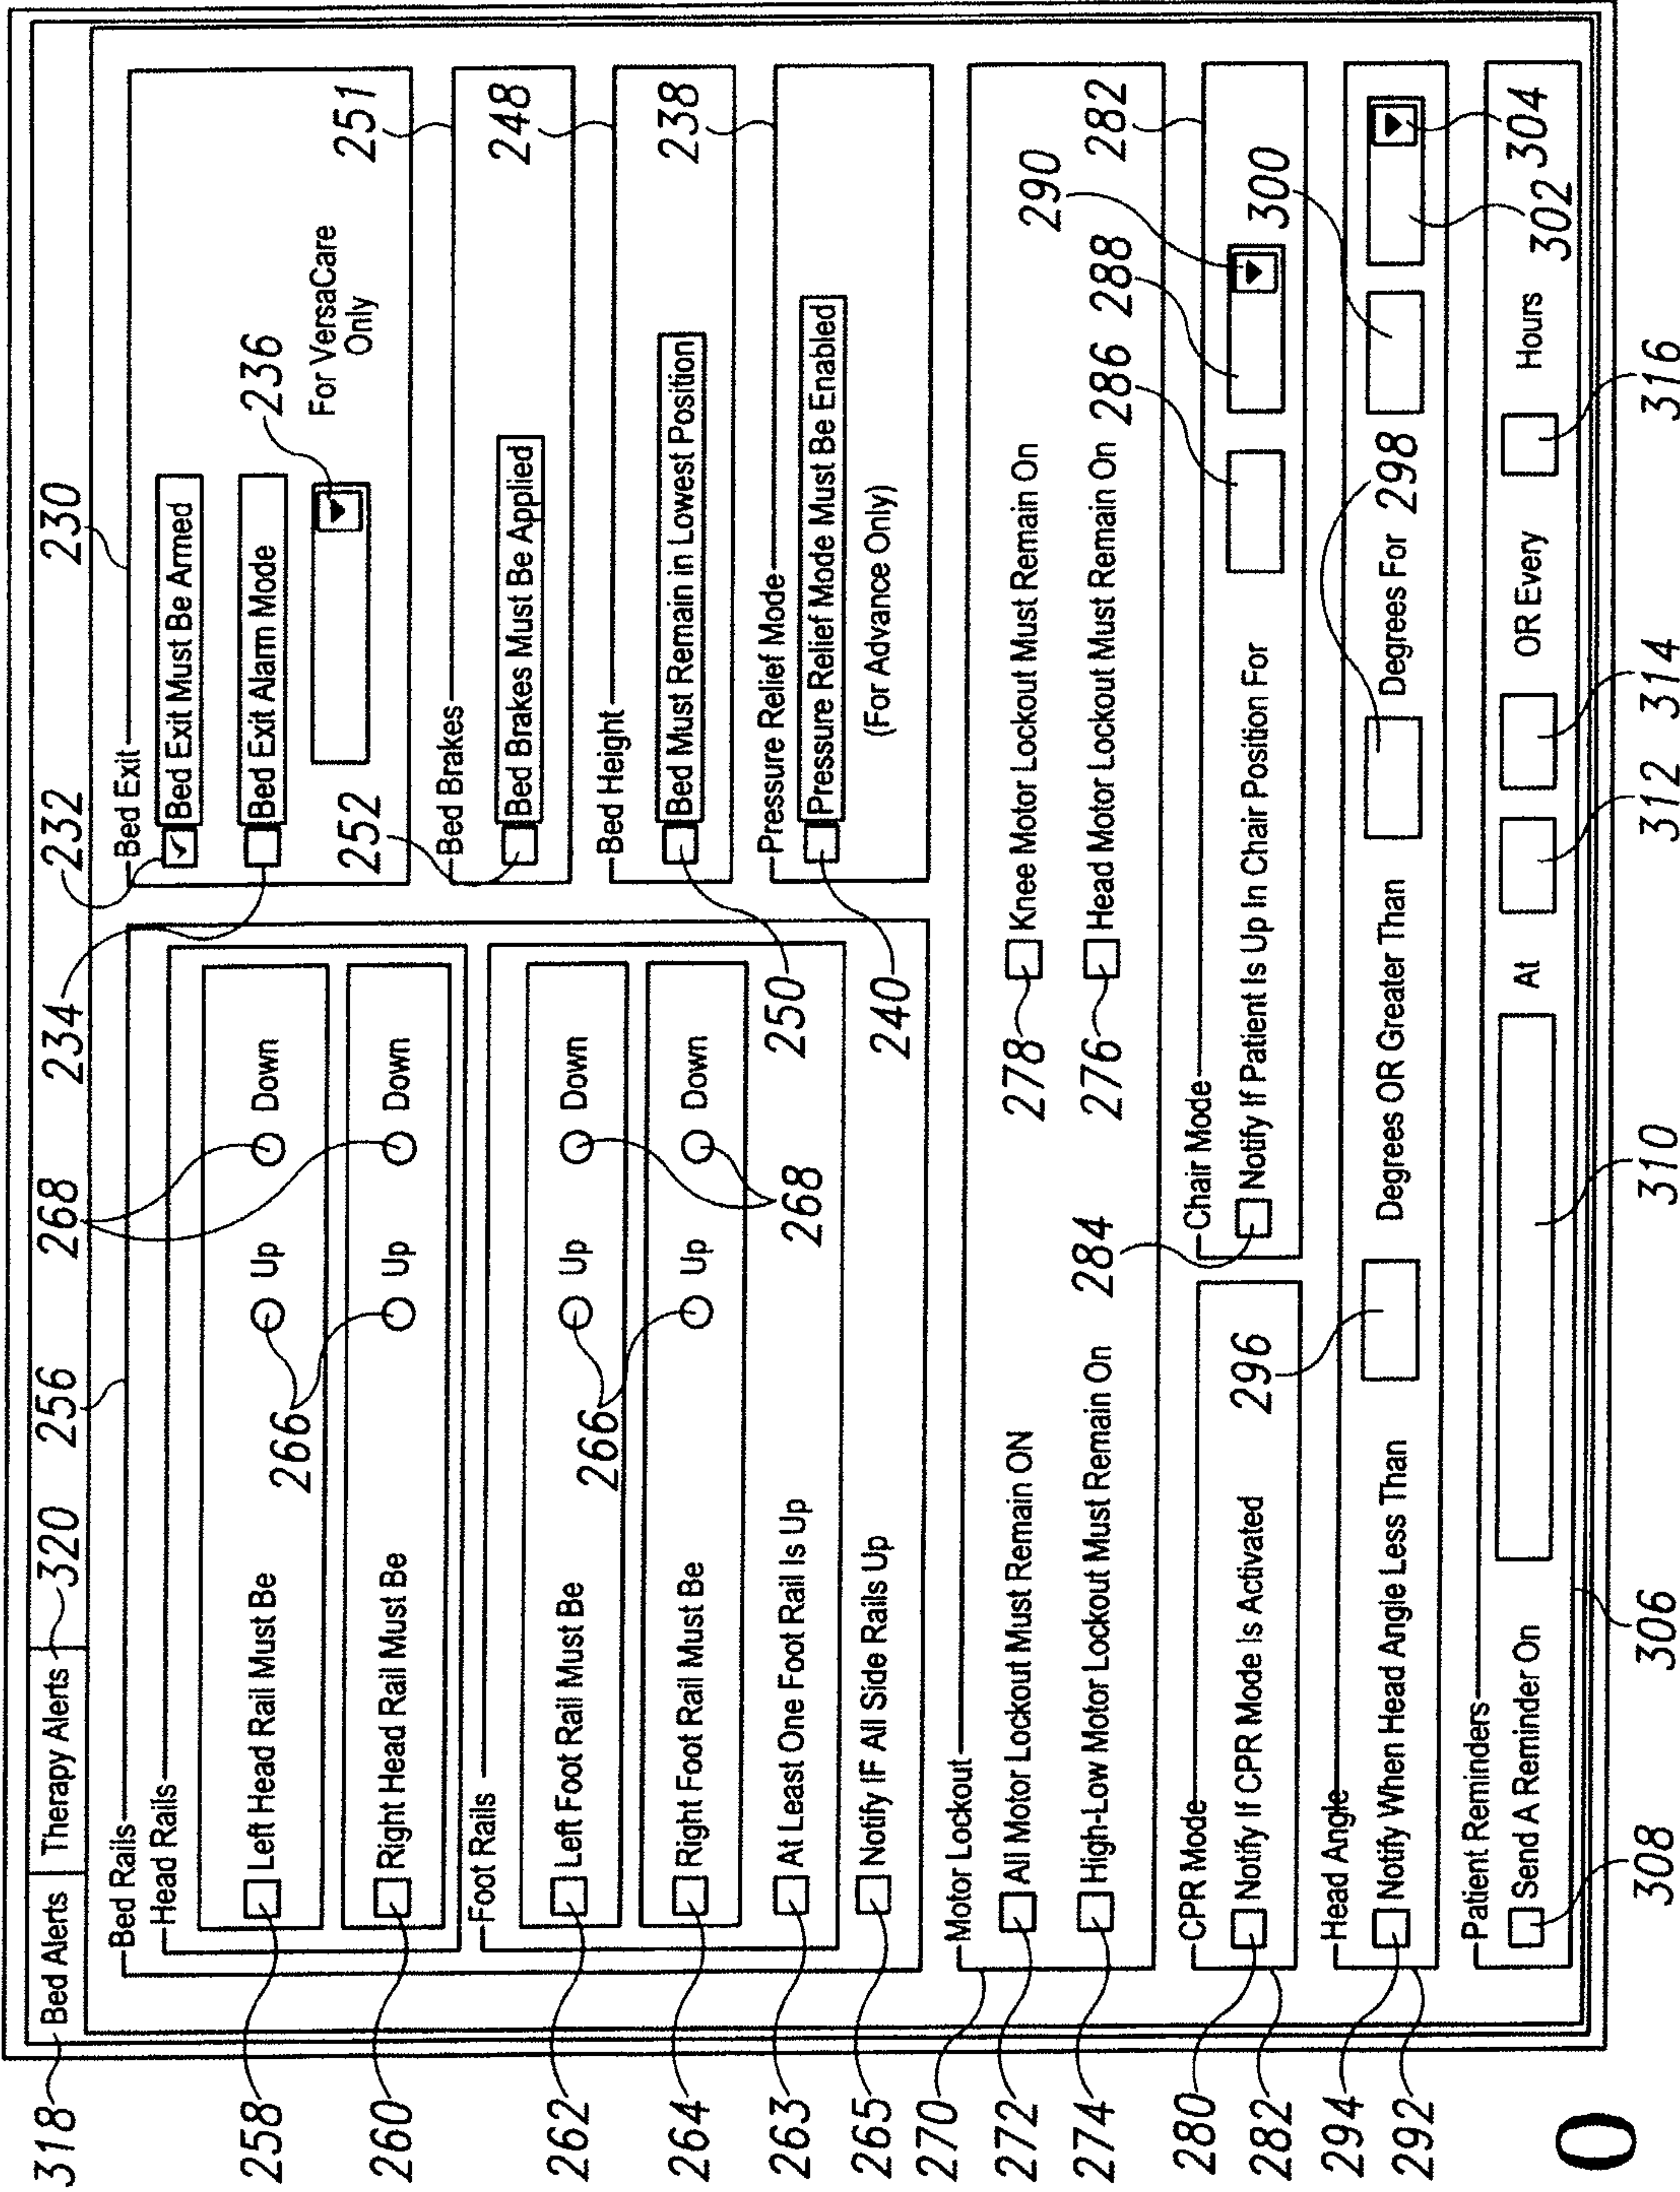 318 Bed Alerts Therapy Alerts 320 256 268 234 232 230
Bed Rails
Head Rails
258 Left Head Rail Must Be Up Down
266
260 Right Head Rail Must Be Up Down
Foot Rails
262 Left Foot Rail Must Be Up Down
266
264 Right Foot Rail Must Be Up Down
268
263 At Least One Foot Rail Is Up
250
265 Notify IF All Side Rails Up
240
Bed Exit
✓ Bed Exit Must Be Armed
Bed Exit Alarm Mode 236
For VersaCare
Only
252 251
Bed Brakes
Bed Brakes Must Be Applied
248
Bed Height
Bed Must Remain in Lowest Position
238
Pressure Relief Mode
Pressure Relief Mode Must Be Enabled
(For Advance Only)
270 Motor Lockout
272 All Motor Lockout Must Remain ON 278 Knee Motor Lockout Must Remain On 290
274 High-Low Motor Lockout Must Remain On 284 276 Head Motor Lockout Must Remain On 286 288 282
CPR Mode
280 Notify If CPR Mode Is Activated 296
282
Chair Mode
Notify If Patient Is Up In Chair Position For 300
Head Angle
294 Notify When Head Angle Less Than Degrees OR Greater Than Degrees For 298
292
Patient Reminders
Send A Reminder On At OR Every Hours 302 304
308 306 310 312 314 316
0